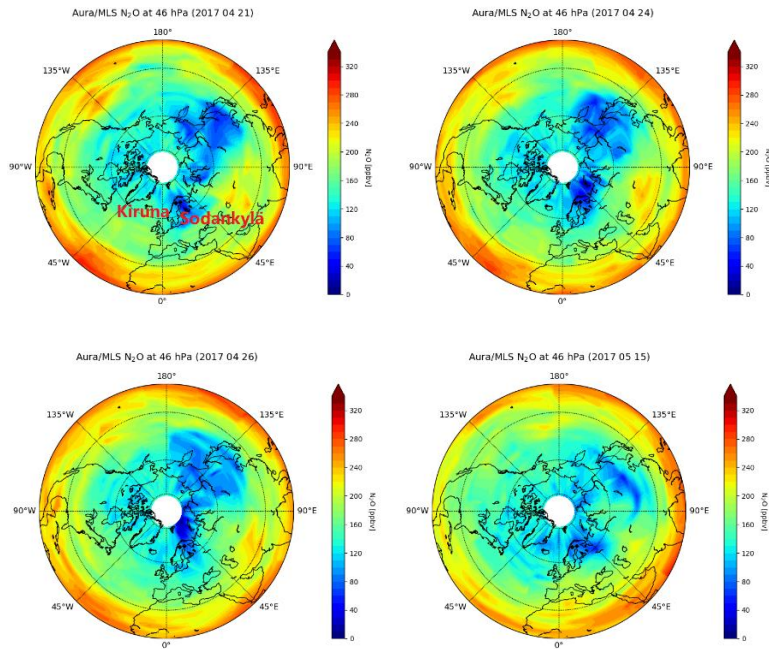 Aura/MLS N₂O at 46 hPa (2017 04 21)
180°
135°W
135°E
90°W
90°E
45°W
45°E
0°
Kiruna
Sodankylä
320
280
240
200
160
120
80
40
0
N₂O [ppbv]
Aura/MLS N₂O at 46 hPa (2017 04 24)
180°
135°W
135°E
90°W
90°E
45°W
45°E
0°
320
280
240
200
160
120
80
40
0
N₂O [ppbv]
Aura/MLS N₂O at 46 hPa (2017 04 26)
180°
135°W
135°E
90°W
90°E
45°W
45°E
0°
320
280
240
200
160
120
80
40
0
N₂O [ppbv]
Aura/MLS N₂O at 46 hPa (2017 05 15)
180°
135°W
135°E
90°W
90°E
45°W
45°E
0°
320
280
240
200
160
120
80
40
0
N₂O [ppbv]